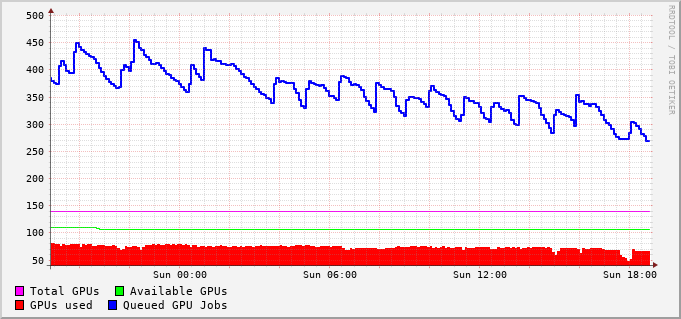 500
450
400
350
300
250
200
150
100
50
Sun 00:00 Sun 06:00 Sun 12:00 Sun 18:00
Total GPUs Available GPUs
GPUs used Queued GPU Jobs
RRDTOOL / TOBI OETIKER